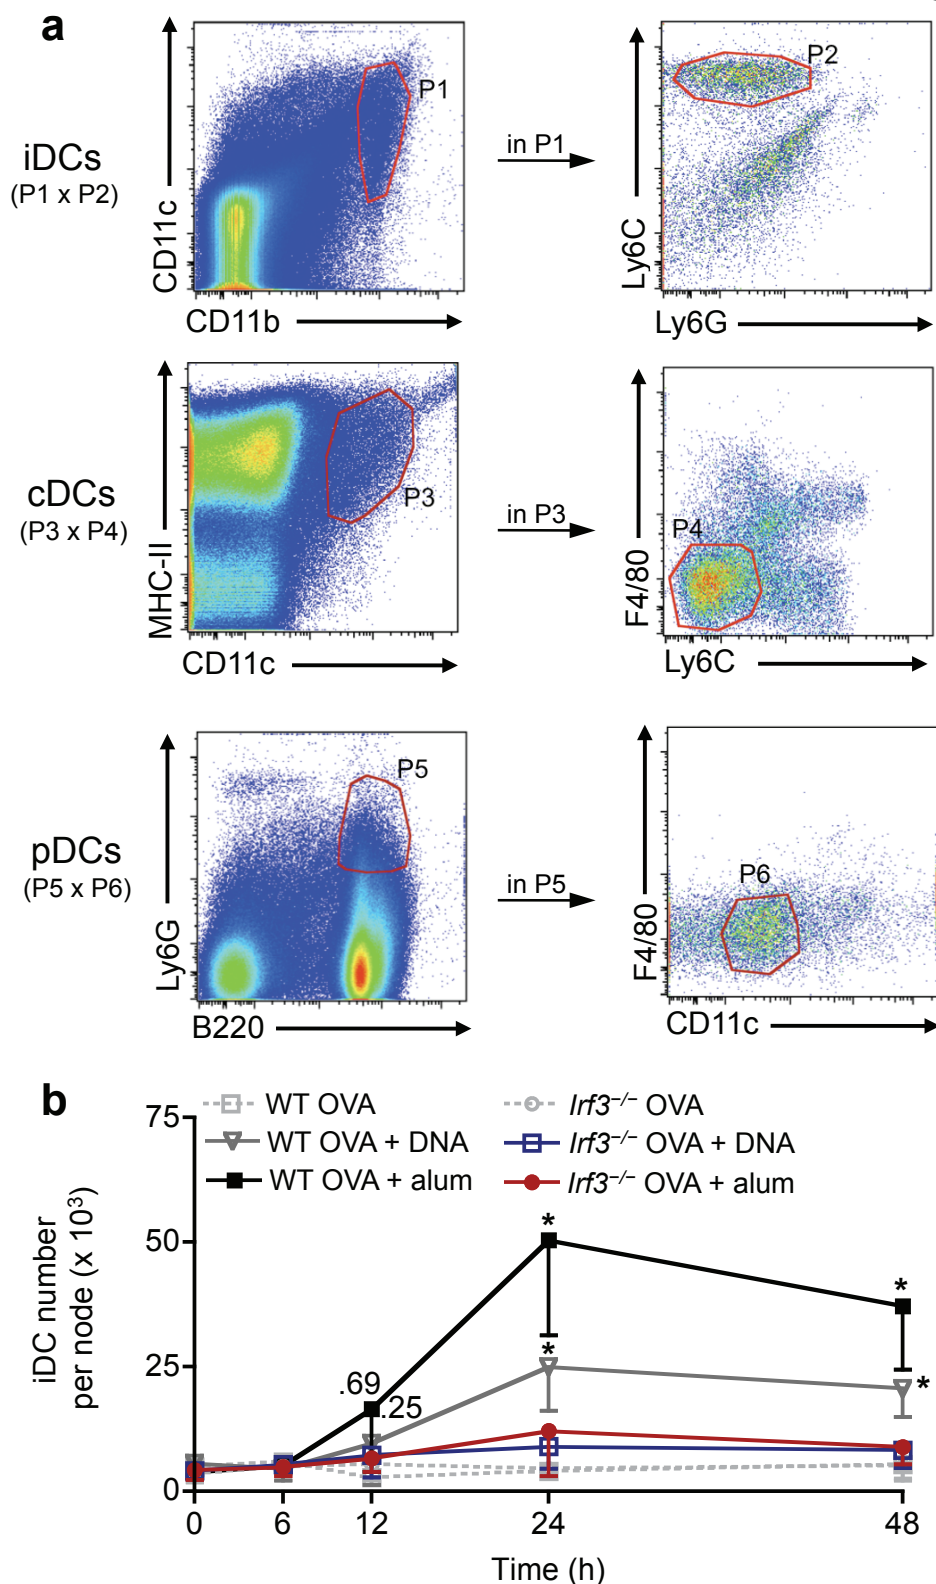 a
CD11c
P1
CD11b
iDCs
(P1 x P2)
in P1
P2
Ly6C
Ly6G
MHC-II
P3
CD11c
cDCs
(P3 x P4)
in P3
P4
F4/80
Ly6C
Ly6G
P5
B220
pDCs
(P5 x P6)
in P5
P6
F4/80
CD11c
b
WT OVA
WT OVA + DNA
WT OVA + alum
Irf3−/− OVA
Irf3−/− OVA + DNA
Irf3−/− OVA + alum
iDC number
per node (x 10³)
75
50
25
0
.69
.25
*
*
*
*
0 6 12 24 48
Time (h)